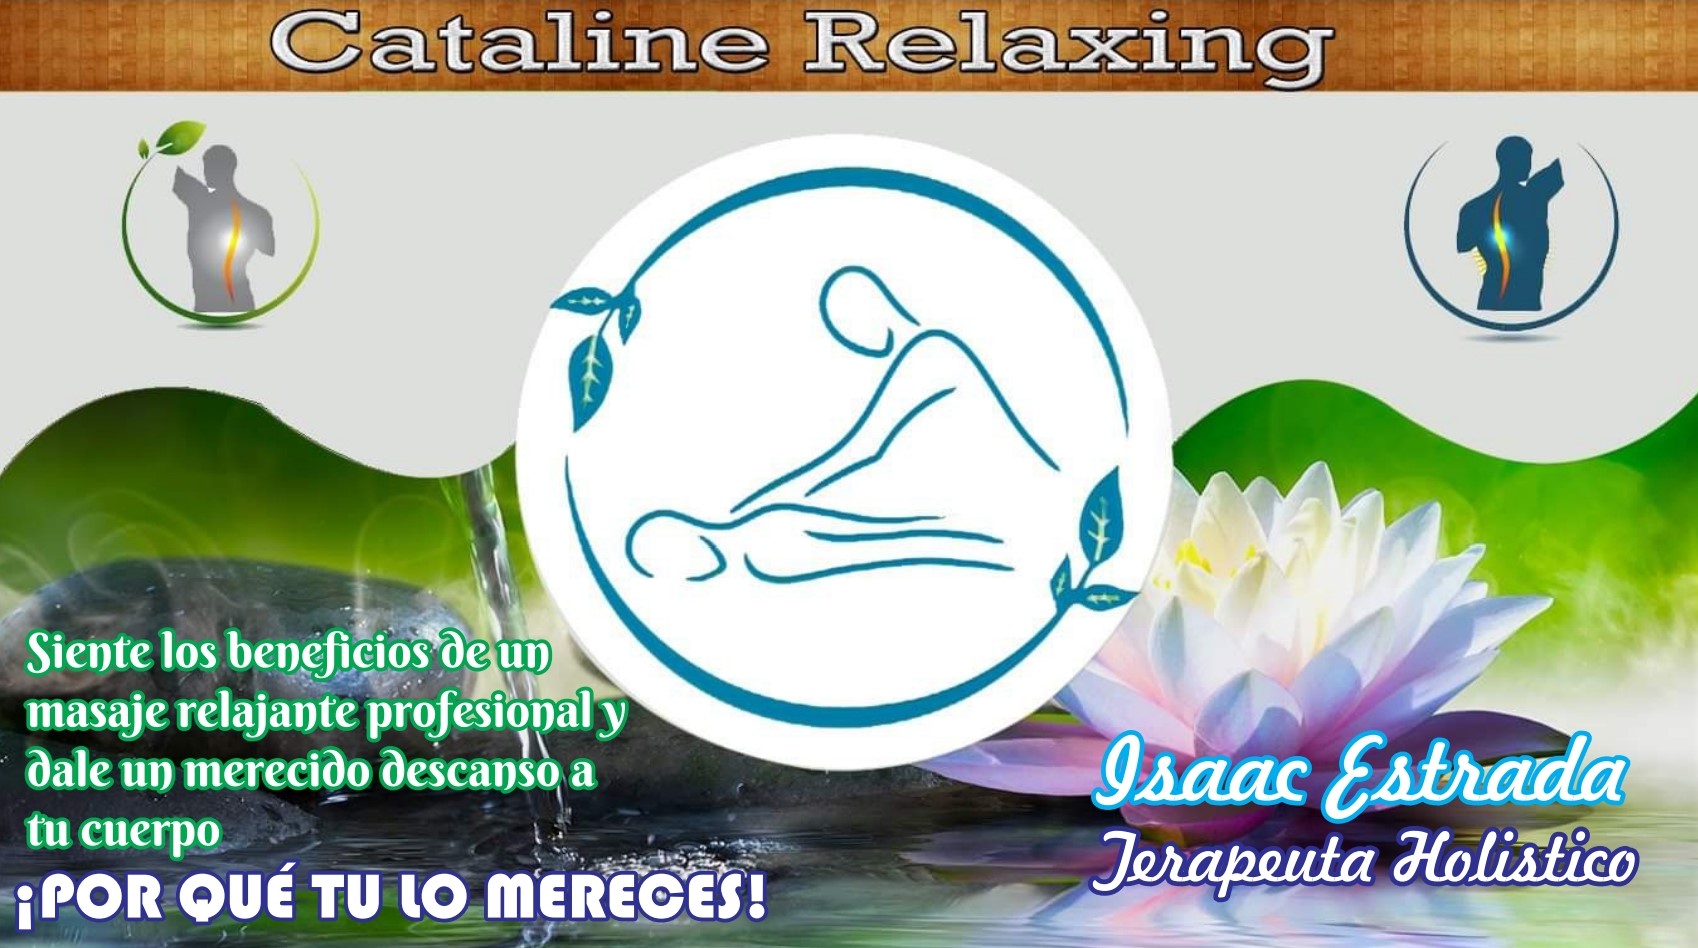 Cataline Relaxing
Siente los beneficios de un
masaje relajante profesional y
dale un merecido descanso a
tu cuerpo
¡POR QUÉ TU LO MERECES!
Isaac Estrada
Terapeuta Holistico